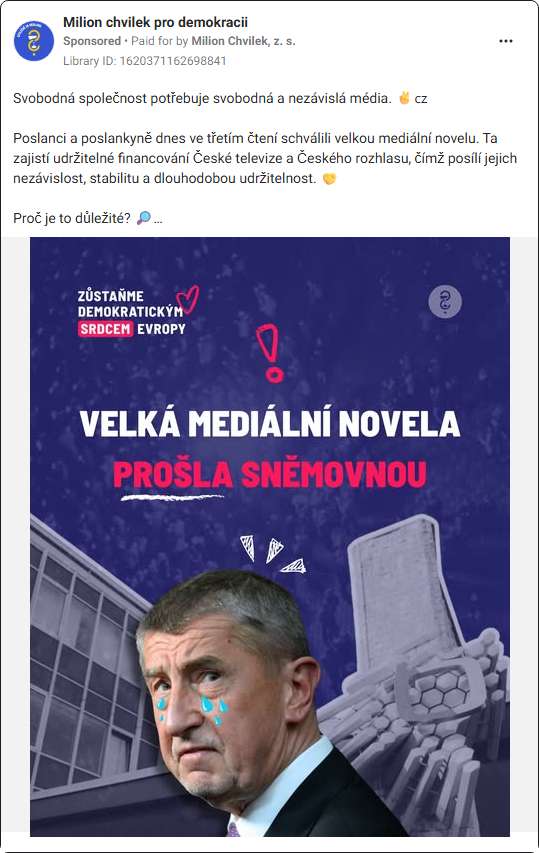 Milion chvilek pro demokracii
Sponsored • Paid for by Milion Chvilek, z. s.
Library ID: 1620371162698841
Svobodná společnost potřebuje svobodná a nezávislá média. ✌️ CZ
Poslanci a poslankyně dnes ve třetím čtení schválili velkou mediální novelu. Ta
zajistí udržitelné financování České televize a Českého rozhlasu, čímž posílí jejich
nezávislost, stabilitu a dlouhodobou udržitelnost. 🤛
Proč je to důležité? 🔎 ...
ZŮSTAŇME
DEMOKRATICKÝM
SRDCEM EVROPY
VELKÁ MEDIÁLNÍ NOVELA
PROŠLA SNĚMOVNOU